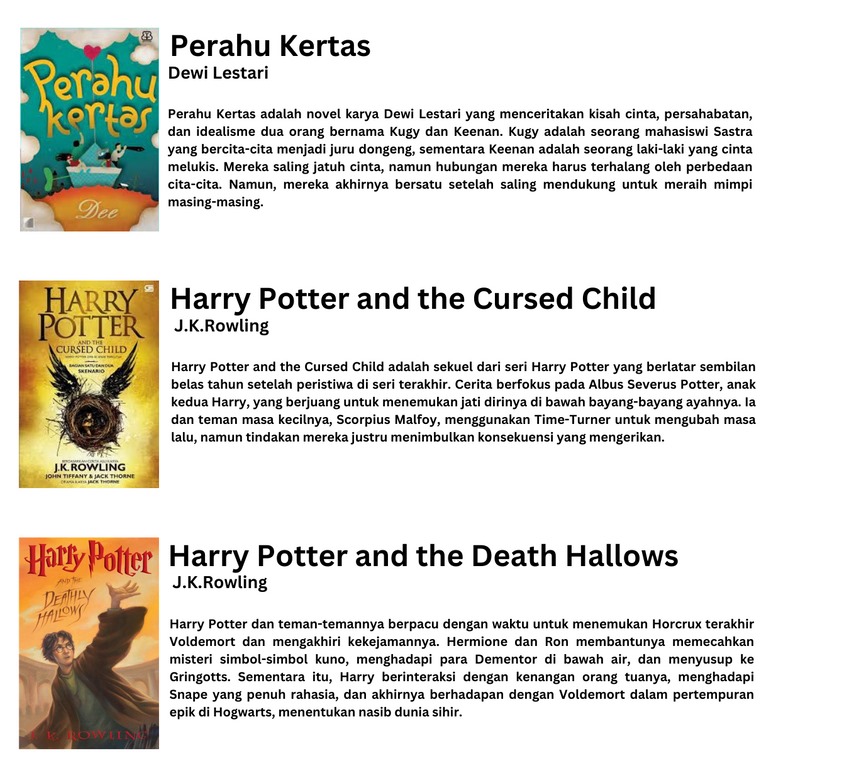 Perahu
kertas
Dee
Perahu Kertas
Dewi Lestari
Perahu Kertas adalah novel karya Dewi Lestari yang menceritakan kisah cinta, persahabatan,
dan idealisme dua orang bernama Kugy dan Keenan. Kugy adalah seorang mahasiswi Sastra
yang bercita-cita menjadi juru dongeng, sementara Keenan adalah seorang laki-laki yang cinta
melukis. Mereka saling jatuh cinta, namun hubungan mereka harus terhalang oleh perbedaan
cita-cita. Namun, mereka akhirnya bersatu setelah saling mendukung untuk meraih mimpi
masing-masing.
HARRY
POTTER
AND THE
CURSED CHILD
BAGIAN SATU DAN DUA
SKENARIO
J.K. ROWLING
JOHN TIFFANY & JACK THORNE
JACK THORNE
Harry Potter and the Cursed Child
J.K.Rowling
Harry Potter and the Cursed Child adalah sekuel dari seri Harry Potter yang berlatar sembilan
belas tahun setelah peristiwa di seri terakhir. Cerita berfokus pada Albus Severus Potter, anak
kedua Harry, yang berjuang untuk menemukan jati dirinya di bawah bayang-bayang ayahnya. Ia
dan teman masa kecilnya, Scorpius Malfoy, menggunakan Time-Turner untuk mengubah masa
lalu, namun tindakan mereka justru menimbulkan konsekuensi yang mengerikan.
Harry Potter
AND THE
DEATHLY
HALLOWS
J. K. ROWLING
Harry Potter and the Death Hallows
J.K.Rowling
Harry Potter dan teman-temannya berpacu dengan waktu untuk menemukan Horcrux terakhir
Voldemort dan mengakhiri kekejamannya. Hermione dan Ron membantunya memecahkan
misteri simbol-simbol kuno, menghadapi para Dementor di bawah air, dan menyusup ke
Gringotts. Sementara itu, Harry berinteraksi dengan kenangan orang tuanya, menghadapi
Snape yang penuh rahasia, dan akhirnya berhadapan dengan Voldemort dalam pertempuran
epik di Hogwarts, menentukan nasib dunia sihir.